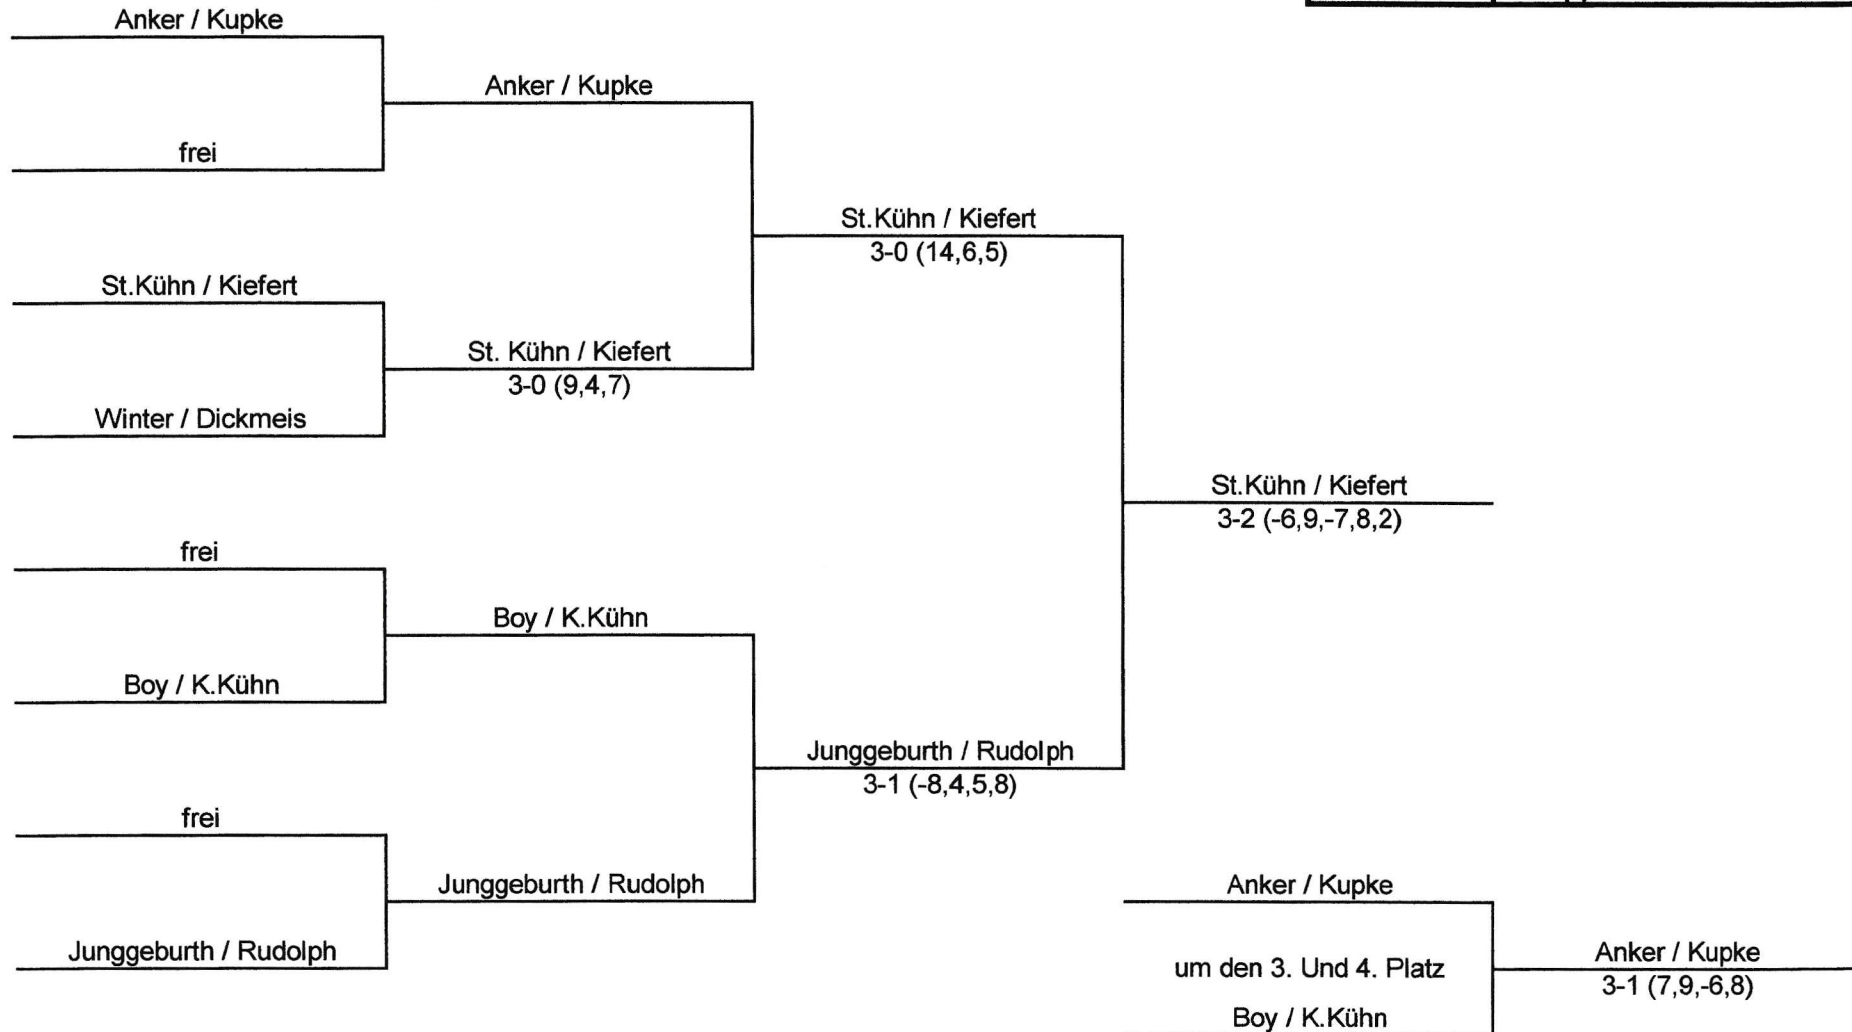 Anker / Kupke
Anker / Kupke
frei
St.Kühn / Kiefert
3-0 (14,6,5)
St.Kühn / Kiefert
St. Kühn / Kiefert
3-0 (9,4,7)
Winter / Dickmeis
St.Kühn / Kiefert
3-2 (-6,9,-7,8,2)
frei
Boy / K.Kühn
Boy / K.Kühn
Junggeburth / Rudolph
3-1 (-8,4,5,8)
frei
Junggeburth / Rudolph
Anker / Kupke
Junggeburth / Rudolph
um den 3. Und 4. Platz
Anker / Kupke
3-1 (7,9,-6,8)
Boy / K.Kühn